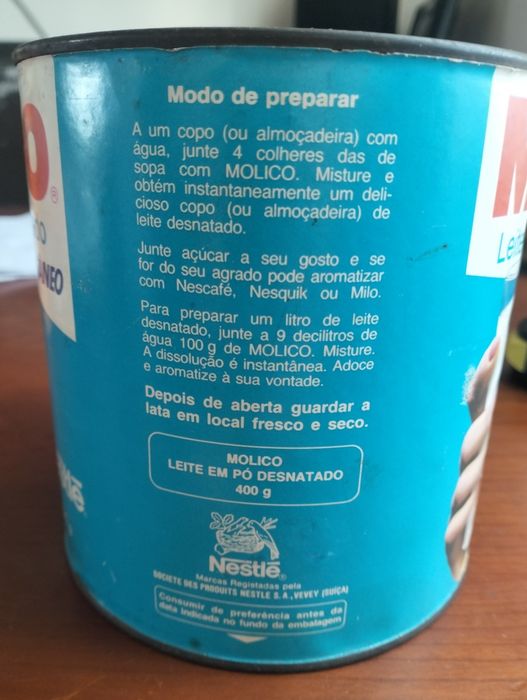 Modo de preparar
A um copo (ou almoçadeira) com
água, junte 4 colheres das de
sopa com MOLICO. Misture e
obtém instantaneamente um deli-
cioso copo (ou almoçadeira) de
leite desnatado.
Junte açúcar a seu gosto e se
for do seu agrado pode aromatizar
com Nescafé, Nesquik ou Milo.
Para preparar um litro de leite
desnatado, junte a 9 decilitros de
água 100 g de MOLICO. Misture.
A dissolução é instantânea. Adoce
e aromatize à sua vontade.
Depois de aberta guardar a
lata em local fresco e seco.
MOLICO
LEITE EM PÓ DESNATADO
400 g
Nestlé®
Marcas Registadas pela
SOCIETE DES PRODUITS NESTLE S.A., VEVEY (SUÍÇA)
Consumir de preferência antes da
data indicada no fundo da embalagem
O®
NEO
stlé
M
Lei